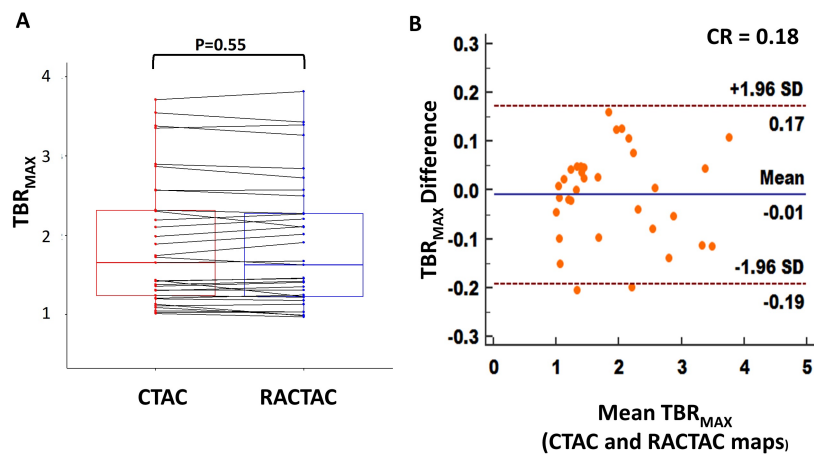 A
P=0.55
4
3
2
1
TBRMAX
CTAC
RACTAC
B
CR = 0.18
0.3
0.2
0.1
0.0
-0.1
-0.2
-0.3
TBRMAX Difference
+1.96 SD
0.17
Mean
-0.01
-1.96 SD
-0.19
0 1 2 3 4 5
Mean TBRMAX
(CTAC and RACTAC maps)